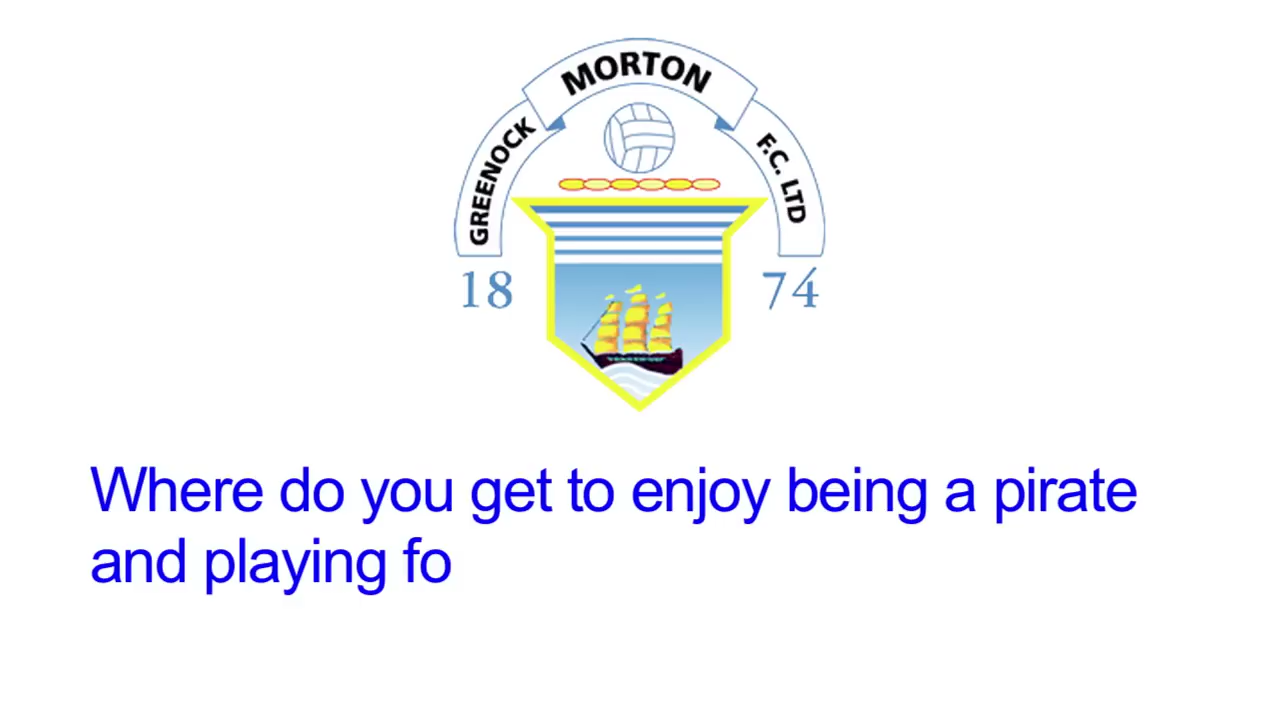 MORTON
GREENOCK
F.C. LTD
18
74
Where do you get to enjoy being a pirate
and playing fo